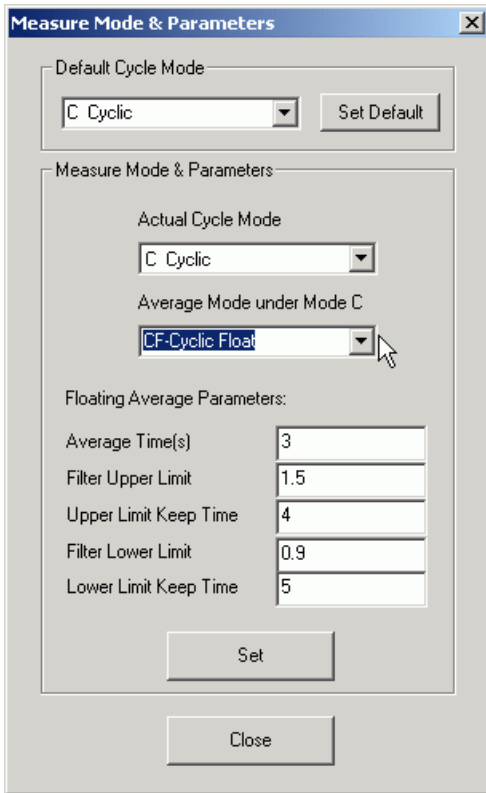 Measure Mode & Parameters
Default Cycle Mode
C Cyclic
Set Default
Measure Mode & Parameters
Actual Cycle Mode
C Cyclic
Average Mode under Mode C
CF-Cyclic Float
Floating Average Parameters:
Average Time(s) 3
Filter Upper Limit 1.5
Upper Limit Keep Time 4
Filter Lower Limit 0.9
Lower Limit Keep Time 5
Set
Close